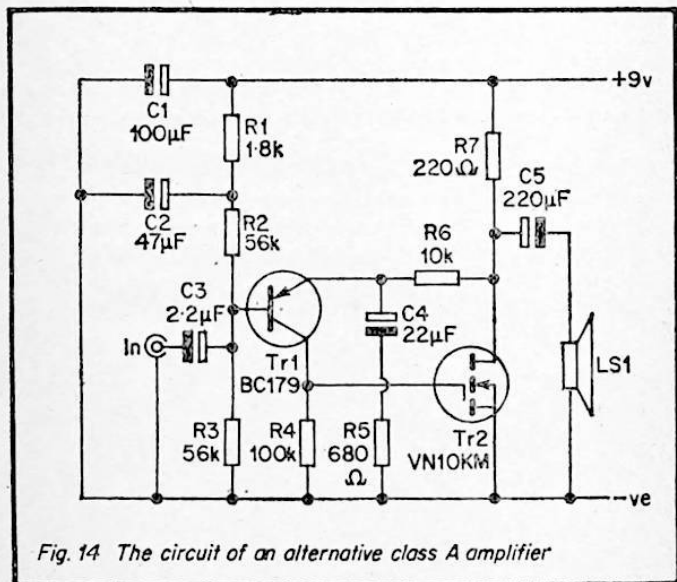 +9v
C1
100µF
R1
1·8k
R7
220Ω
C5
220µF
C2
47µF
R2
56k
R6
10k
C3
2·2µF
In
C4
22µF
LS1
Tr1
BC179
Tr2
VN10KM
R3
56k
R4
100k
R5
680
Ω
-ve
Fig. 14 The circuit of an alternative class A amplifier